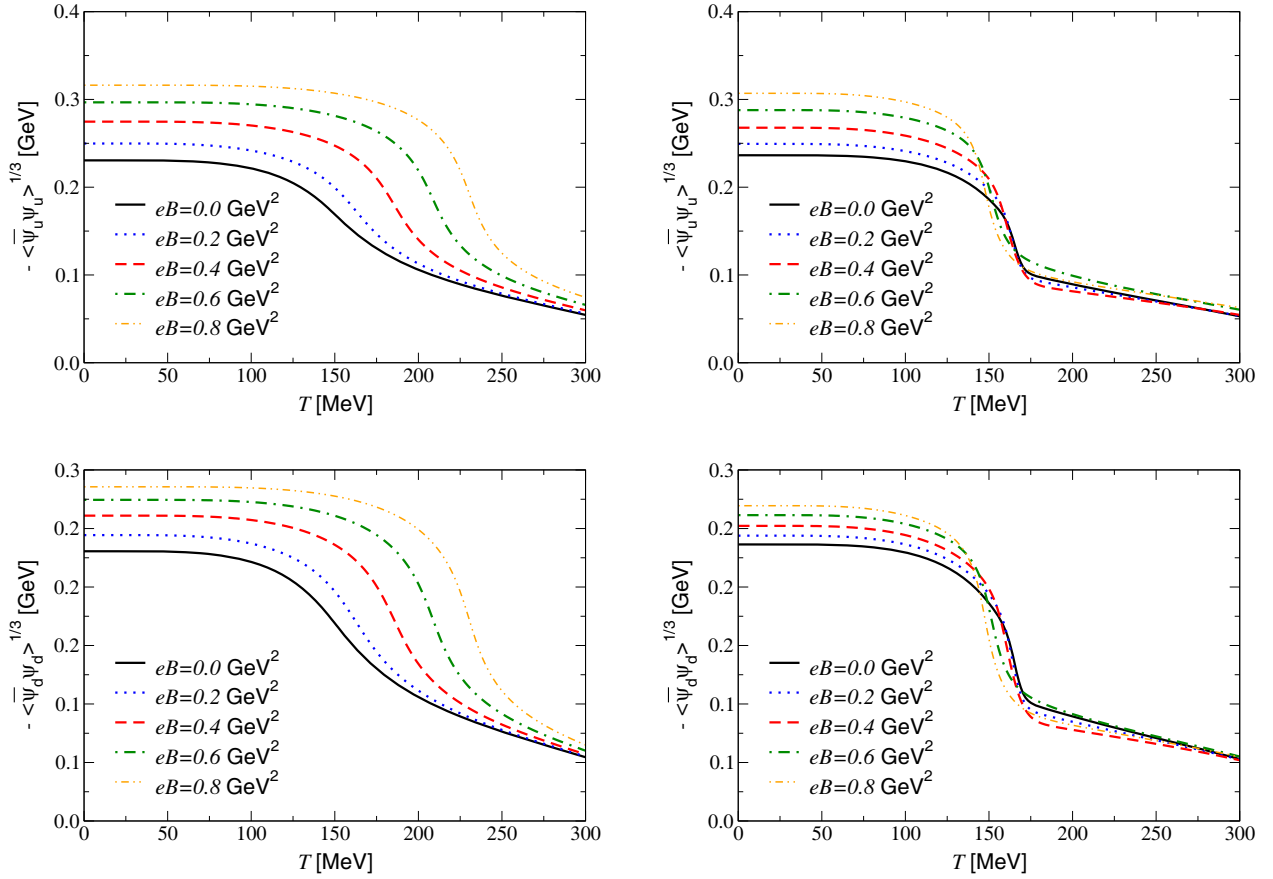 0.4
0.3
0.2
0.1
0.0
- <ψ̅_u ψ_u>^{1/3} [GeV]
eB=0.0 GeV²
eB=0.2 GeV²
eB=0.4 GeV²
eB=0.6 GeV²
eB=0.8 GeV²
0 50 100 150 200 250 300
T [MeV]
0.4
0.3
0.2
0.1
0.0
- <ψ̅_u ψ_u>^{1/3} [GeV]
eB=0.0 GeV²
eB=0.2 GeV²
eB=0.4 GeV²
eB=0.6 GeV²
eB=0.8 GeV²
0 50 100 150 200 250 300
T [MeV]
0.3
0.2
0.2
0.2
0.1
0.1
0.0
- <ψ̅_d ψ_d>^{1/3} [GeV]
eB=0.0 GeV²
eB=0.2 GeV²
eB=0.4 GeV²
eB=0.6 GeV²
eB=0.8 GeV²
0 50 100 150 200 250 300
T [MeV]
0.3
0.2
0.2
0.2
0.1
0.1
0.0
- <ψ̅_d ψ_d>^{1/3} [GeV]
eB=0.0 GeV²
eB=0.2 GeV²
eB=0.4 GeV²
eB=0.6 GeV²
eB=0.8 GeV²
0 50 100 150 200 250 300
T [MeV]